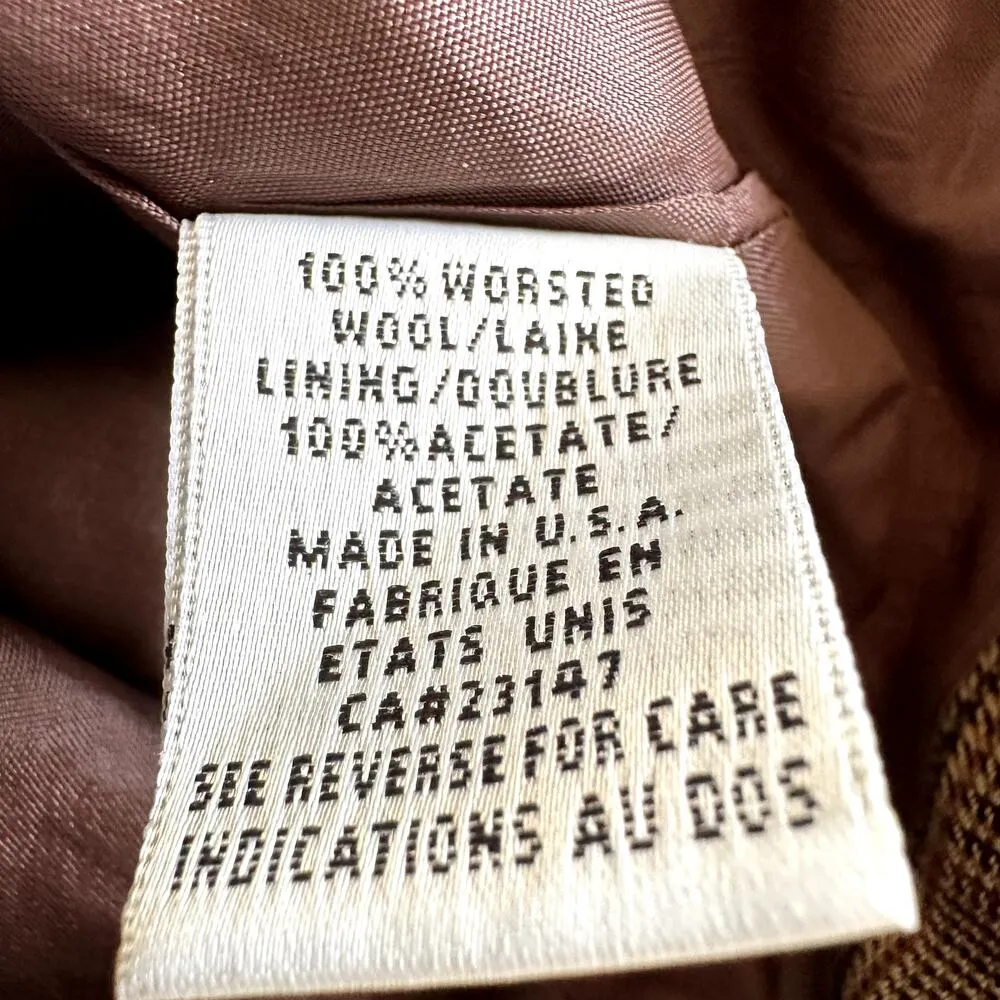 100% WORSTED
WOOL/LAINE
LINING/DOUBLURE
100% ACETATE/
ACETATE
MADE IN U.S.A.
FABRIQUE EN
ETATS UNIS
CA#23147
SEE REVERSE FOR CARE
INDICATIONS AU DOS